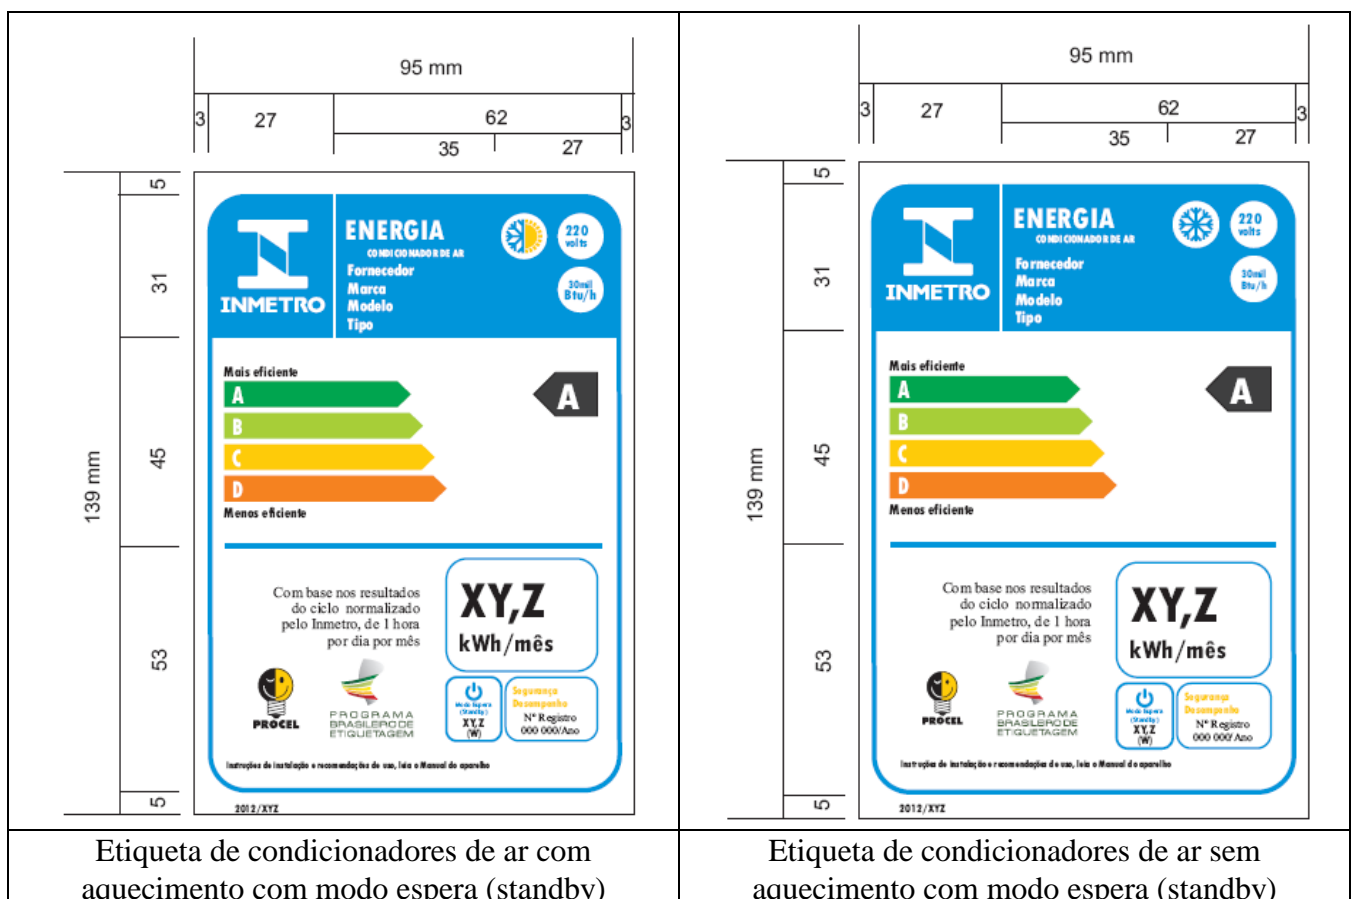 95 mm
3 27 62 3
35 27
139 mm
5
31
45
53
5
INMETRO
ENERGIA
CONDICIONADOR DE AR
Fornecedor
Marca
Modelo
Tipo
220
volts
30mil
Btu/h
Mais eficiente
A
B
C
D
Menos eficiente
A
Com base nos resultados
do ciclo normalizado
pelo Inmetro, de 1 hora
por dia por mês
XY,Z
kWh/mês
PROCEL
PROGRAMA
BRASILEIRO DE
ETIQUETAGEM
Modo Espera
(Standby)
XY,Z
(W)
Segurança
Desempenho
Nº Registro
000 000/Ano
Instruções de instalação e recomendações de uso, leia o Manual do aparelho
2012/XYZ
Etiqueta de condicionadores de ar com
aquecimento com modo espera (standby)
95 mm
3 27 62 3
35 27
139 mm
5
31
45
53
5
INMETRO
ENERGIA
CONDICIONADOR DE AR
Fornecedor
Marca
Modelo
Tipo
220
volts
30mil
Btu/h
Mais eficiente
A
B
C
D
Menos eficiente
A
Com base nos resultados
do ciclo normalizado
pelo Inmetro, de 1 hora
por dia por mês
XY,Z
kWh/mês
PROCEL
PROGRAMA
BRASILEIRO DE
ETIQUETAGEM
Modo Espera
(Standby)
XY,Z
(W)
Segurança
Desempenho
Nº Registro
000 000/Ano
Instruções de instalação e recomendações de uso, leia o Manual do aparelho
2012/XYZ
Etiqueta de condicionadores de ar sem
aquecimento com modo espera (standby)